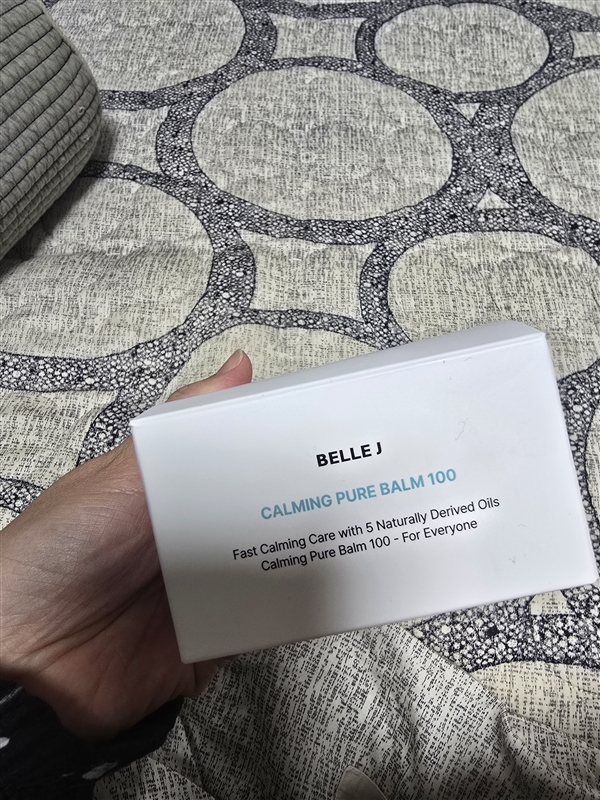 BELLE J
CALMING PURE BALM 100
Fast Calming Care with 5 Naturally Derived Oils
Calming Pure Balm 100 - For Everyone